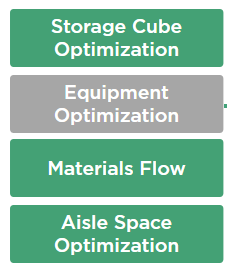 Storage Cube
Optimization
Equipment
Optimization
Materials Flow
Aisle Space
Optimization